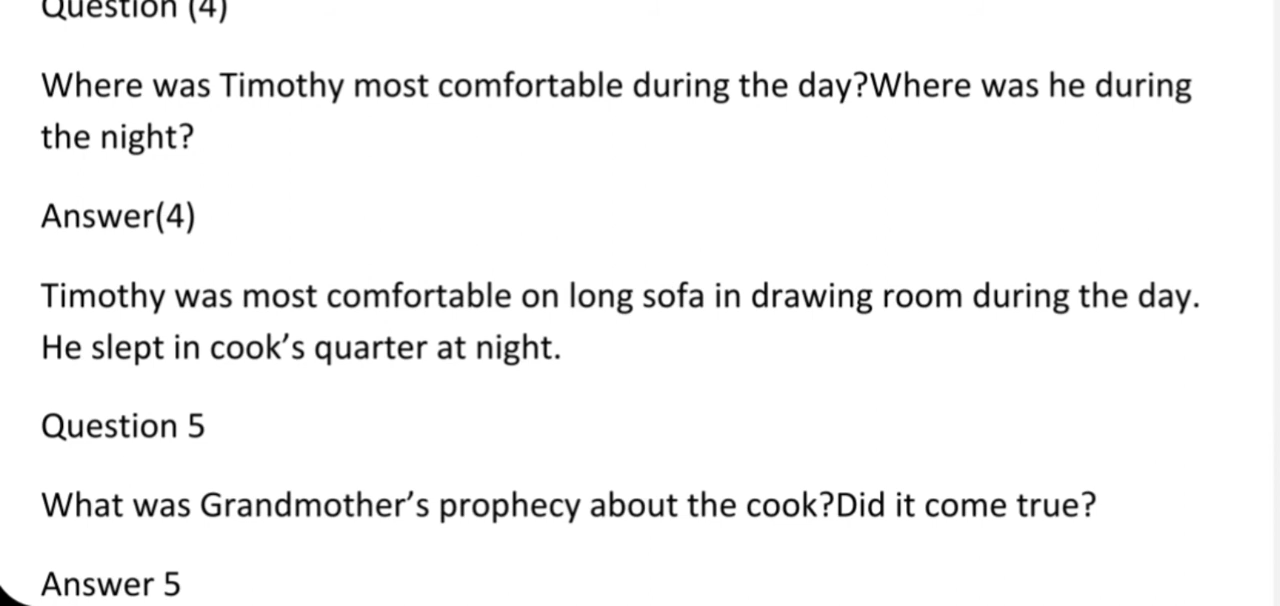 Question (4)
Where was Timothy most comfortable during the day?Where was he during
the night?
Answer(4)
Timothy was most comfortable on long sofa in drawing room during the day.
He slept in cook’s quarter at night.
Question 5
What was Grandmother’s prophecy about the cook?Did it come true?
Answer 5